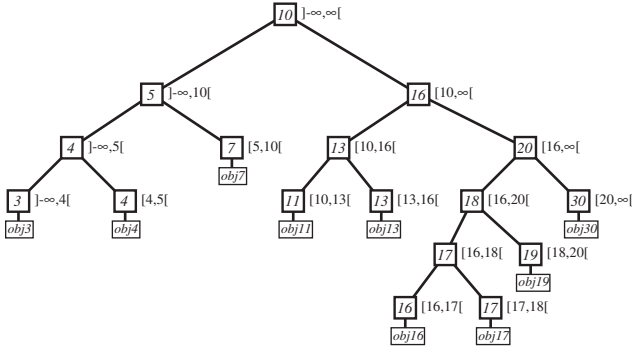 10 ]-∞,∞[
5 ]-∞,10[ 16 [10,∞[
4 ]-∞,5[ 7 [5,10[ 13 [10,16[ 20 [16,∞[
obj7
3 ]-∞,4[ 4 [4,5[ 11 [10,13[ 13 [13,16[ 18 [16,20[ 30 [20,∞[
obj3 obj4 obj11 obj13 obj30
17 [16,18[ 19 [18,20[
obj19
16 [16,17[ 17 [17,18[
obj16 obj17